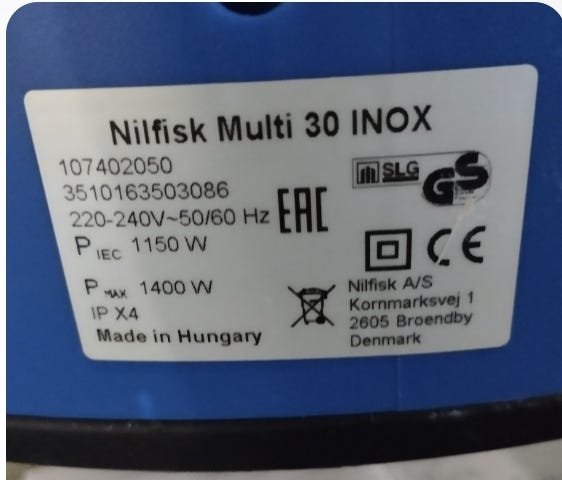 Nilfisk Multi 30 INOX
107402050
3510163503086
220-240V~50/60 Hz
P IEC 1150 W
P MAX 1400 W
IP X4
Made in Hungary
SLG
GS
EAC
CE
Nilfisk A/S
Kornmarksvej 1
2605 Broendby
Denmark